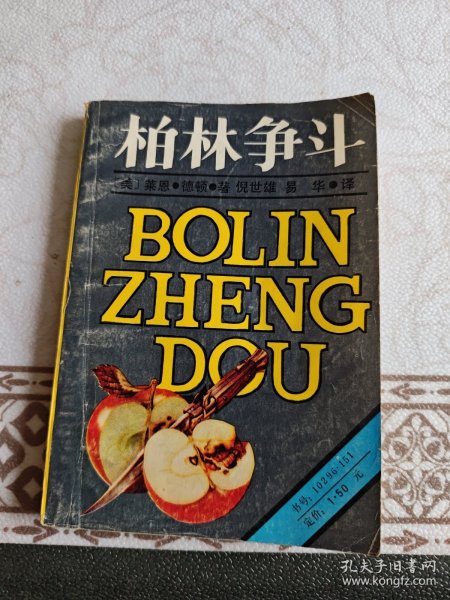 柏林争斗
〔美〕莱恩●德顿●著 倪世雄 易 华●译
BOLIN
ZHENG
DOU
书号：10296·151
定价：1·50 元
孔夫子旧书网
www.kongfz.com